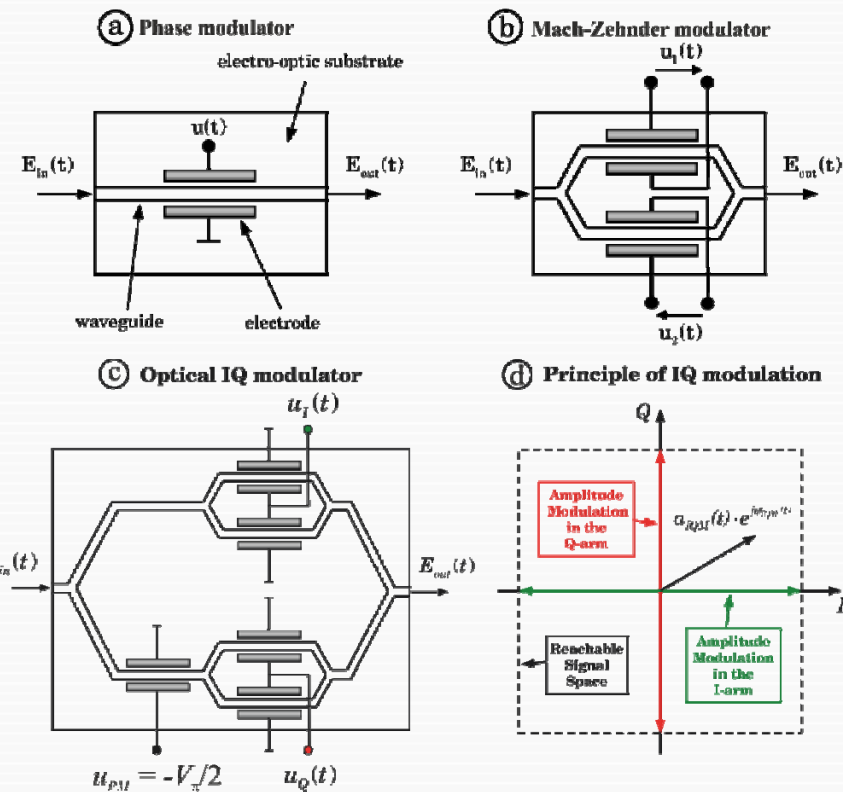 a Phase modulator
electro-optic substrate
u(t)
E_in(t)
E_out(t)
waveguide
electrode
b Mach-Zehnder modulator
u_1(t)
E_in(t)
E_out(t)
u_2(t)
c Optical IQ modulator
u_I(t)
in(t)
E_out(t)
u_PM = -V_π/2
u_Q(t)
d Principle of IQ modulation
Q
Amplitude
Modulation
in the
Q-arm
I
Reachable
Signal
Space
Amplitude
Modulation
in the
I-arm